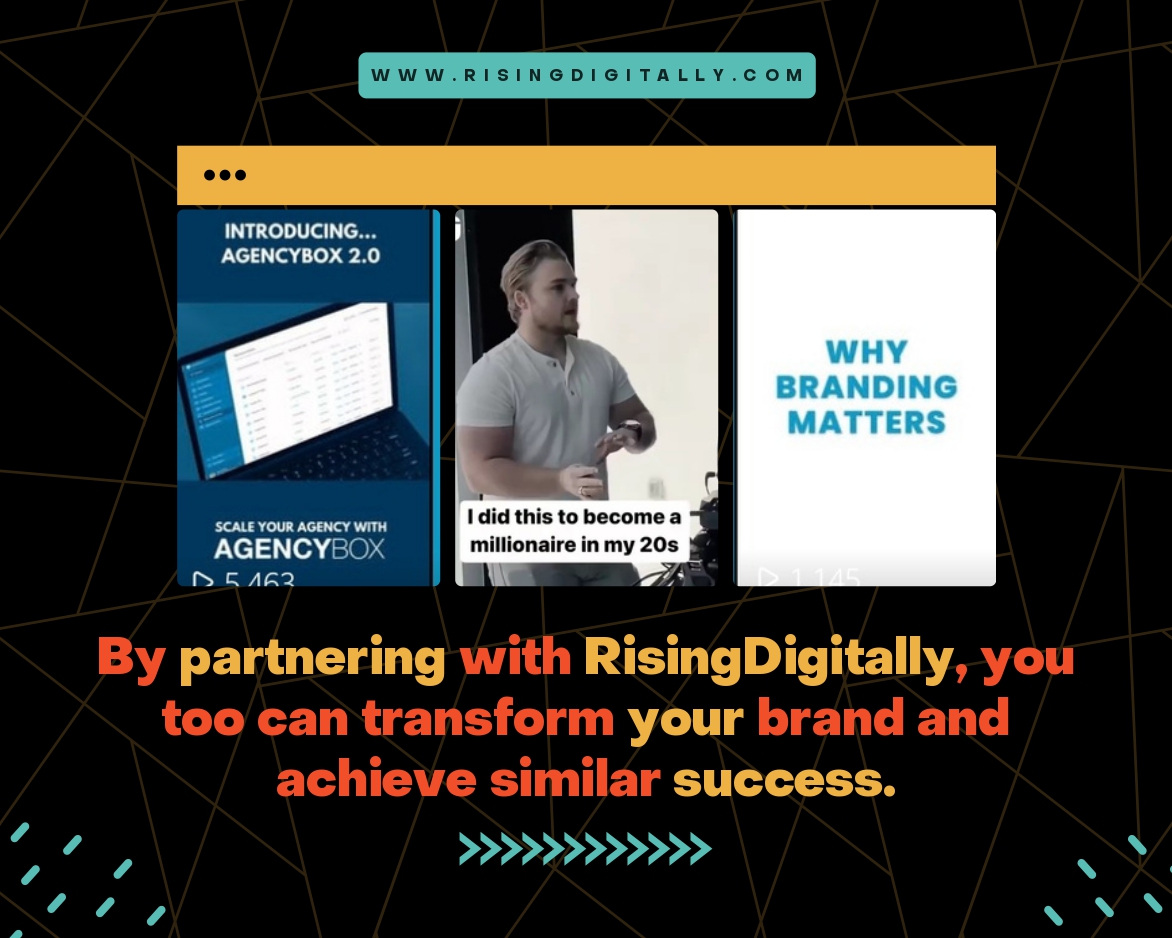 WWW.RISINGDIGITALLY.COM
INTRODUCING...
AGENCYBOX 2.0
SCALE YOUR AGENCY WITH
AGENCYBOX
5,463
I did this to become a
millionaire in my 20s
WHY
BRANDING
MATTERS
1,145
By partnering with RisingDigitally, you
too can transform your brand and
achieve similar success.